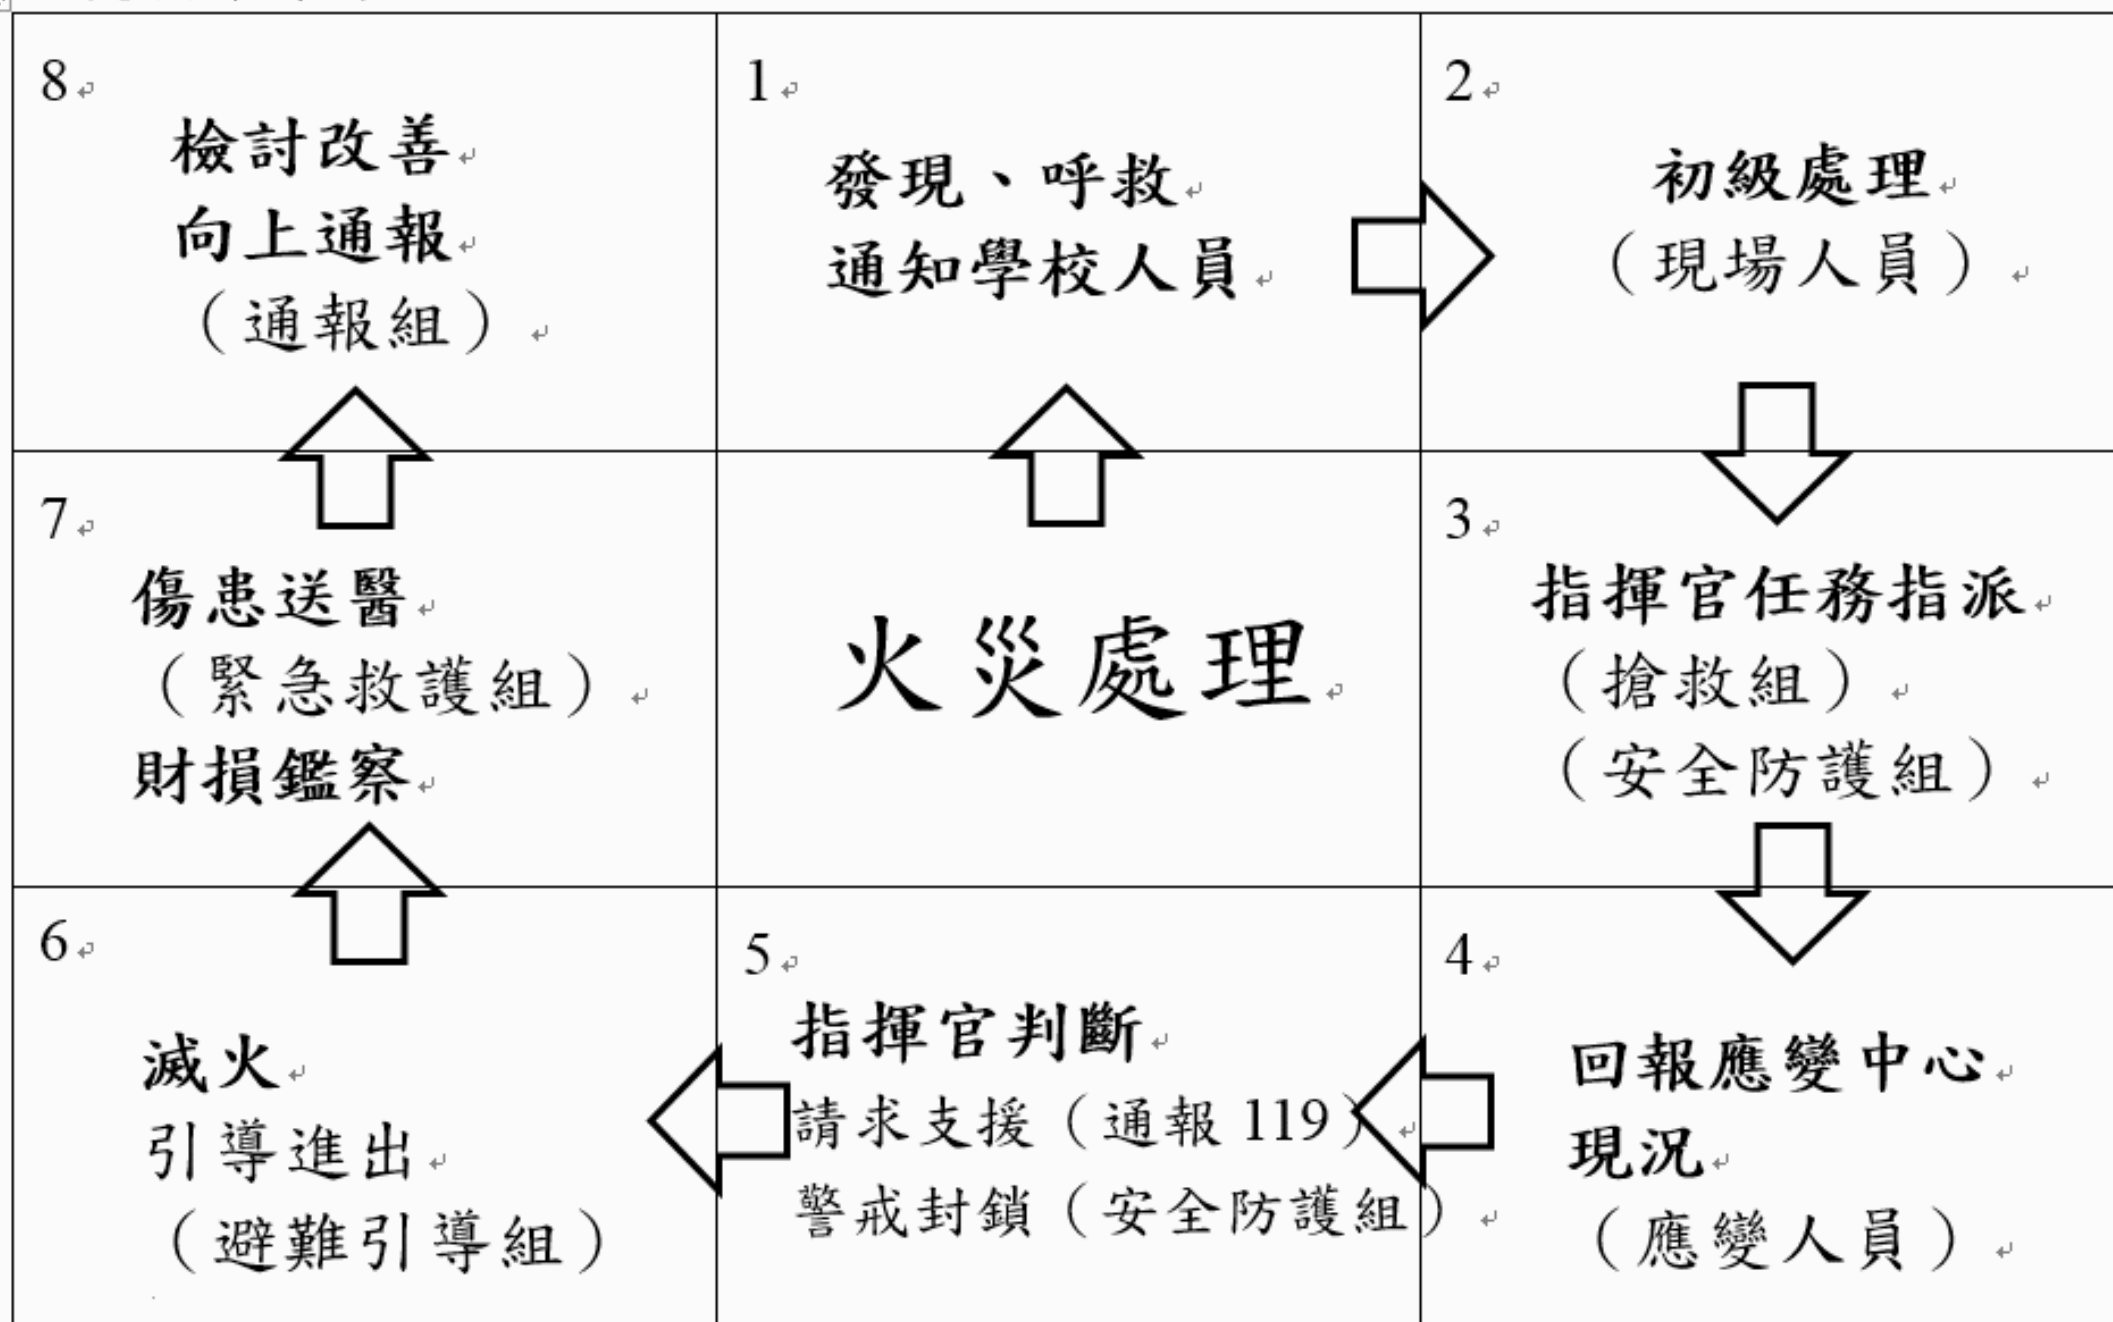 8
檢討改善
向上通報
（通報組）
1
發現、呼救
通知學校人員
2
初級處理
（現場人員）
7
傷患送醫
（緊急救護組）
財損鑑察
火災處理
3
指揮官任務指派
（搶救組）
（安全防護組）
6
滅火
引導進出
（避難引導組）
5
指揮官判斷
請求支援（通報 119）
警戒封鎖（安全防護組）
4
回報應變中心
現況
（應變人員）